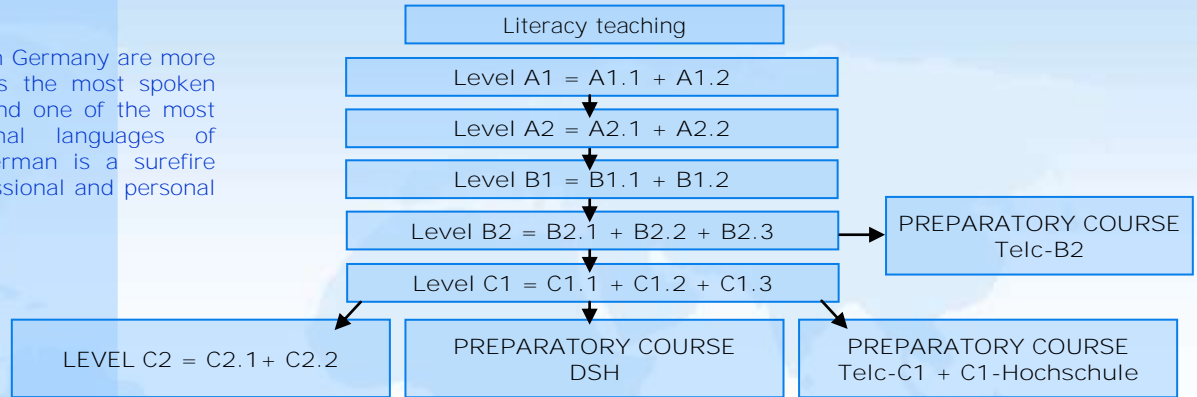 Literacy teaching
n Germany are more
s the most spoken
nd one of the most
nal languages of
erman is a surefire
ssional and personal
Level A1 = A1.1 + A1.2
Level A2 = A2.1 + A2.2
Level B1 = B1.1 + B1.2
Level B2 = B2.1 + B2.2 + B2.3
PREPARATORY COURSE
Telc-B2
Level C1 = C1.1 + C1.2 + C1.3
LEVEL C2 = C2.1+ C2.2
PREPARATORY COURSE
DSH
PREPARATORY COURSE
Telc-C1 + C1-Hochschule